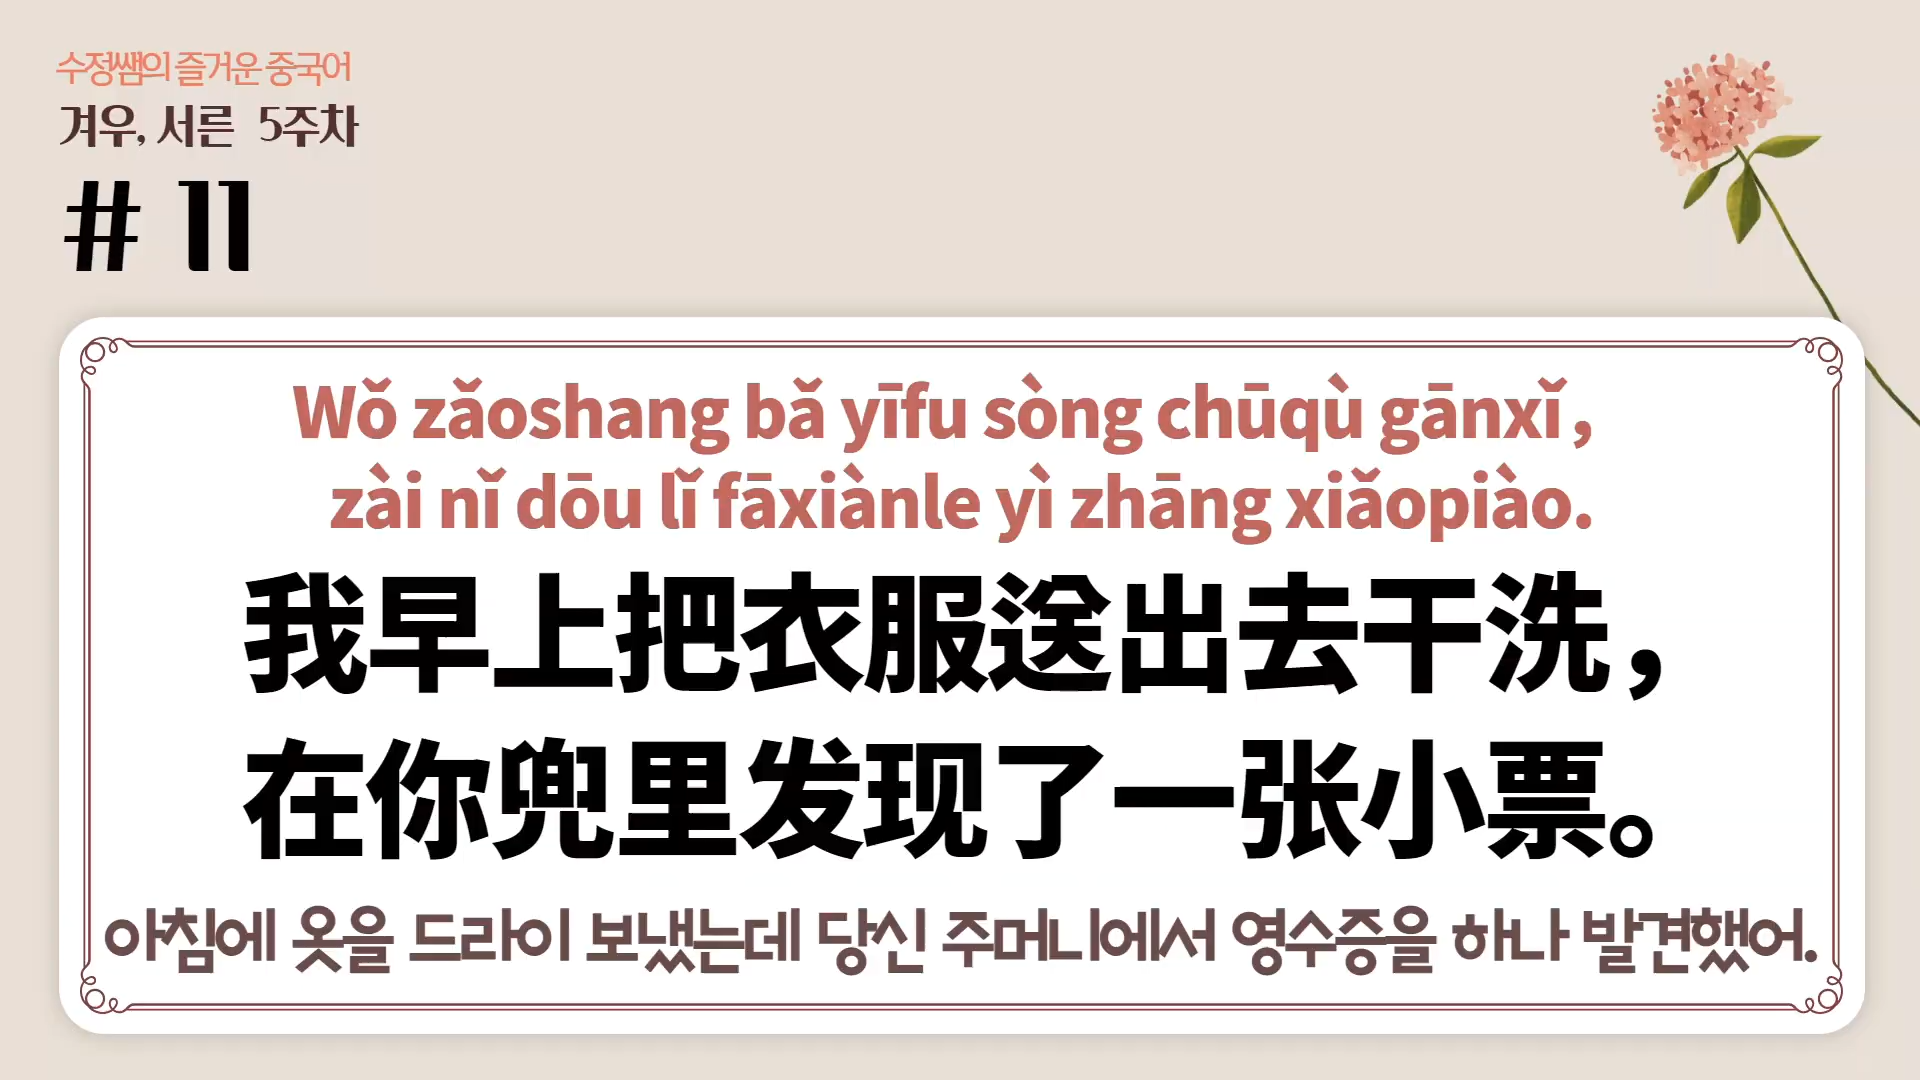 수정쌤의 즐거운 중국어
겨우, 서른 5주차
# 11
Wǒ zǎoshang bǎ yīfu sòng chūqù gānxǐ,
zài nǐ dōu lǐ fāxiànle yì zhāng xiǎopiào.
我早上把衣服送出去干洗，
在你兜里发现了一张小票。
아침에 옷을 드라이 보냈는데 당신 주머니에서 영수증을 하나 발견했어.